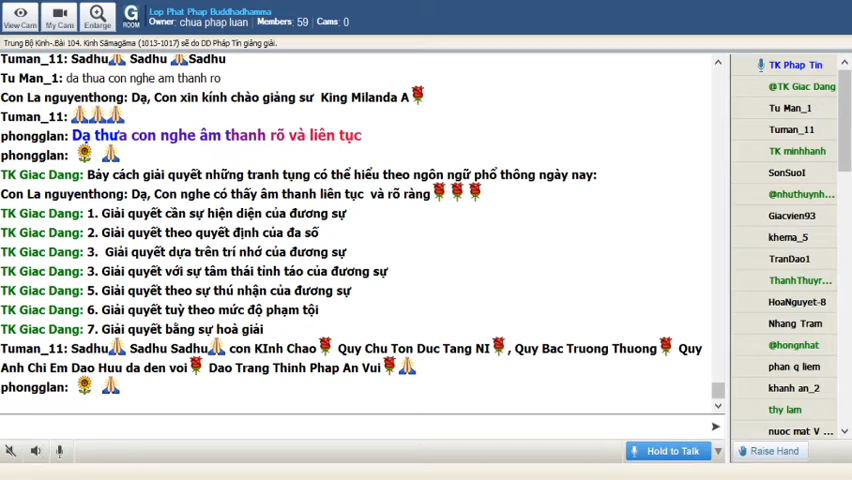 View Cam
My Cam
Enlarge
G
ROOM
Lop Phat Phap Buddhadhamma
Owner: chua phap luan  Members: 59  Cams: 0
Trung Bộ Kinh-.Bài 104. Kinh Sāmagāma (1013-1017) sẽ do DD Pháp Tín giảng giải.
Tuman_11: Sadhu Sadhu Sadhu
Tu Man_1: da thua con nghe am thanh ro
Con La nguyenthong: Dạ, Con xin kính chào giảng sư King Milanda A
Tuman_11:
phongglan: Dạ thưa con nghe âm thanh rõ và liên tục
phongglan:
TK Giac Dang: Bảy cách giải quyết những tranh tụng có thể hiểu theo ngôn ngữ phổ thông ngày nay:
Con La nguyenthong: Dạ, Con nghe có thấy âm thanh liên tục và rõ ràng
TK Giac Dang: 1. Giải quyết cần sự hiện diện của đương sự
TK Giac Dang: 2. Giải quyết theo quyết định của đa số
TK Giac Dang: 3. Giải quyết dựa trên trí nhớ của đương sự
TK Giac Dang: 3. Giải quyết với sự tâm thái tỉnh táo của đương sự
TK Giac Dang: 5. Giải quyết theo sự thú nhận của đương sự
TK Giac Dang: 6. Giải quyết tuỳ theo mức độ phạm tội
TK Giac Dang: 7. Giải quyết bằng sự hoà giải
Tuman_11: Sadhu Sadhu Sadhu con KInh Chao Quy Chu Ton Duc Tang NI , Quy Bac Truong Thuong Quy
Anh Chi Em Dao Huu da den voi Dao Trang Thinh Phap An Vui
phongglan:
TK Phap Tin
@TK Giac Dang
Tu Man_1
Tuman_11
TK minhhanh
SonSuoI
@nhuthuynh...
Giacvien93
khema_5
TranDao1
ThanhThuyr...
HoaNguyet-8
Nhang Tram
@hongnhat
phan q liem
khanh an_2
thy lam
nuoc mat V ...
Hold to Talk
Raise Hand